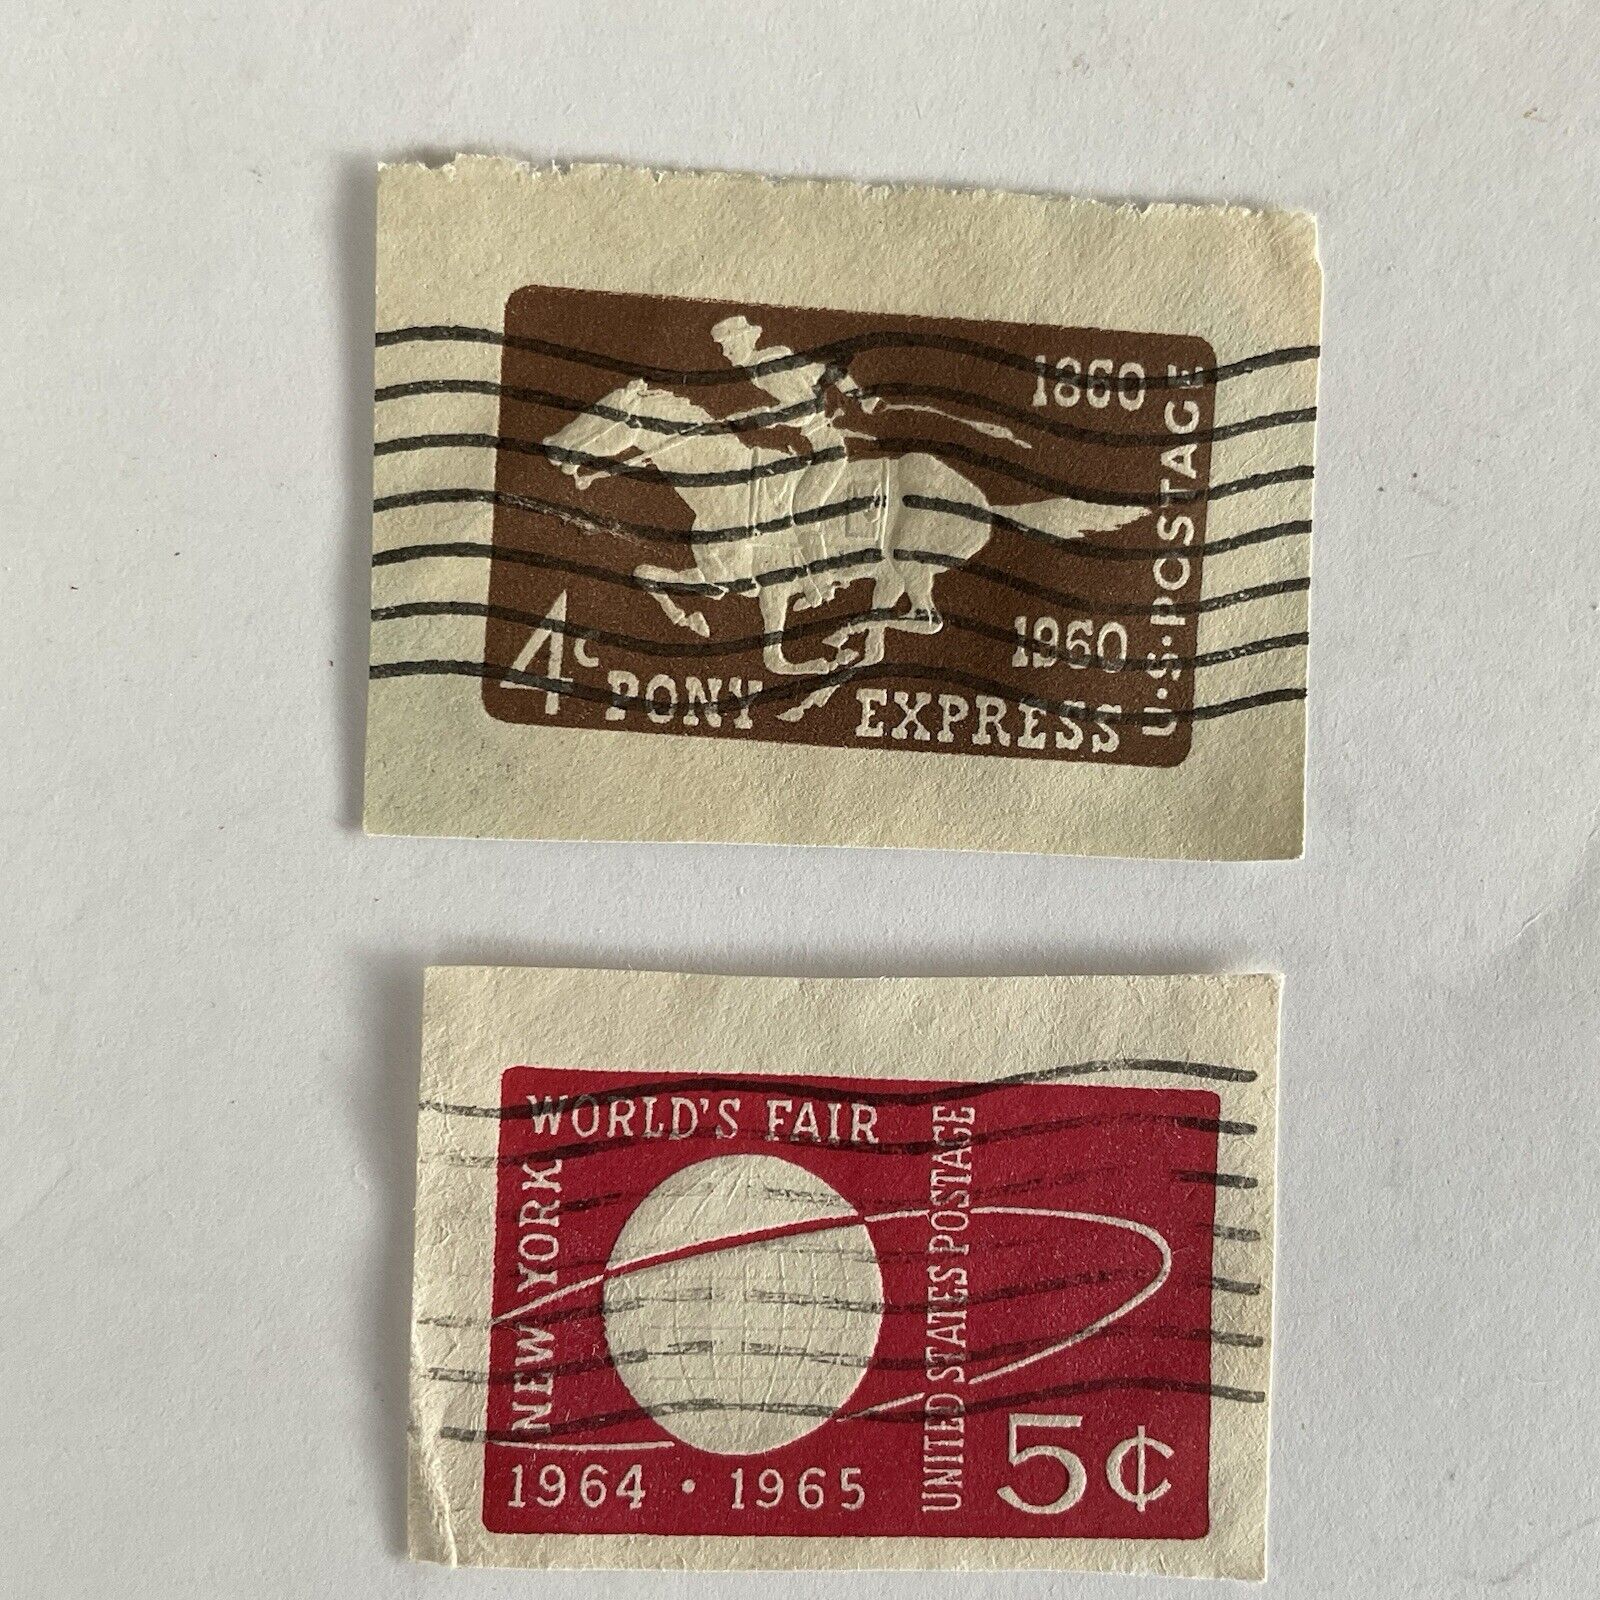 1860
U.S. POSTAGE
1960
4c PONY EXPRESS
WORLD'S FAIR
NEW YORK
UNITED STATES POSTAGE
5¢
1964 · 1965